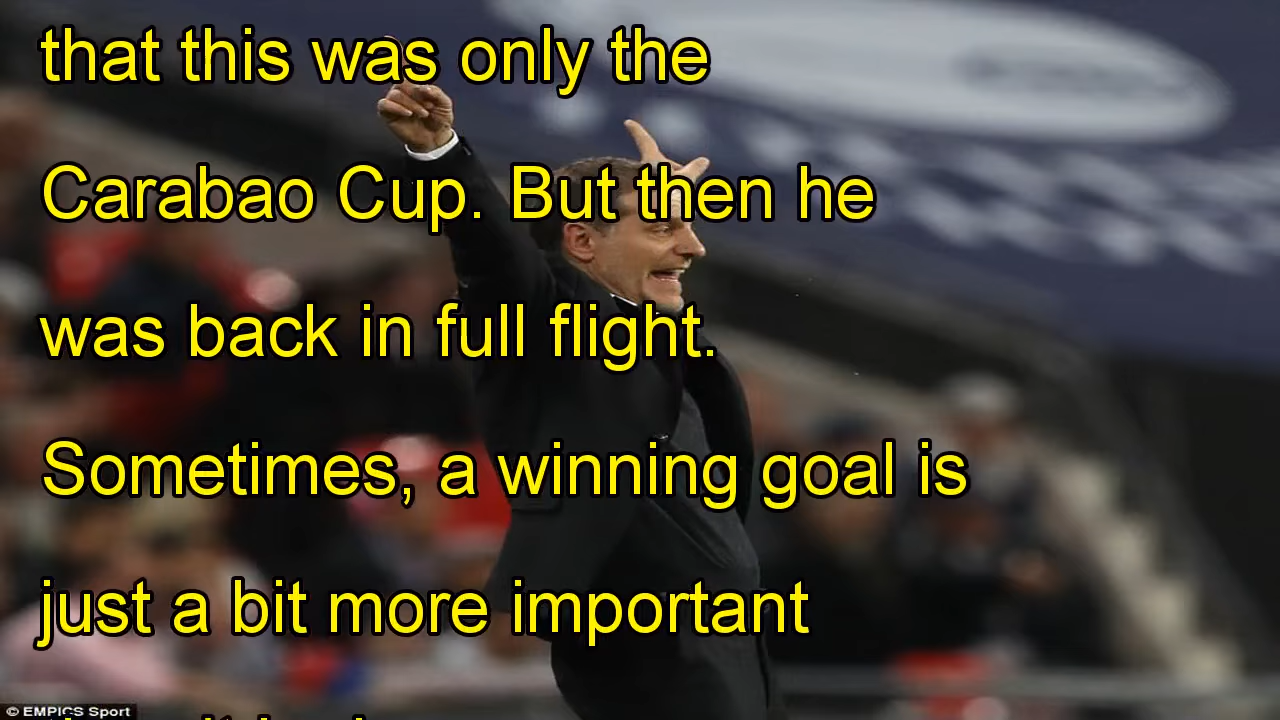 that this was only the
Carabao Cup. But then he
was back in full flight.
Sometimes, a winning goal is
just a bit more important
© EMPICS Sport